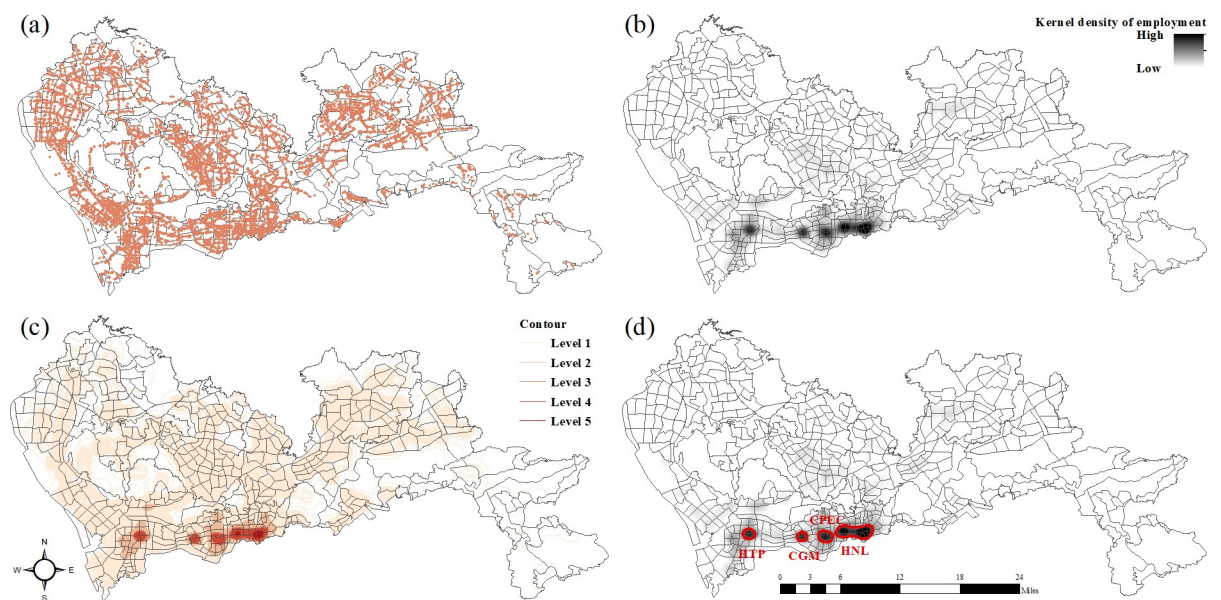 (a)
(b)
Kernel density of employment
High
Low
(c)
Contour
Level 1
Level 2
Level 3
Level 4
Level 5
N
W E
S
(d)
CPEC
HTP
CGM
HNL
0 3 6 12 18 24
Miles